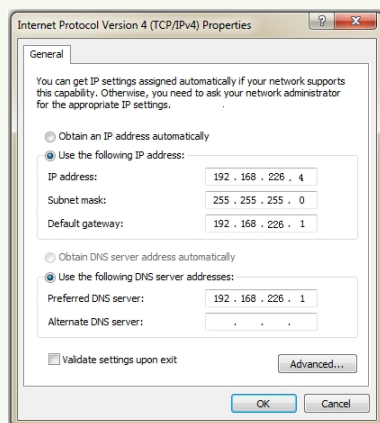 Internet Protocol Version 4 (TCP/IPv4) Properties
General
You can get IP settings assigned automatically if your network supports
this capability. Otherwise, you need to ask your network administrator
for the appropriate IP settings.
Obtain an IP address automatically
Use the following IP address:
IP address: 192 . 168 . 226 . 4
Subnet mask: 255 . 255 . 255 . 0
Default gateway: 192 . 168 . 226 . 1
Obtain DNS server address automatically
Use the following DNS server addresses:
Preferred DNS server: 192 . 168 . 226 . 1
Alternate DNS server: . . .
Validate settings upon exit
Advanced...
OK Cancel